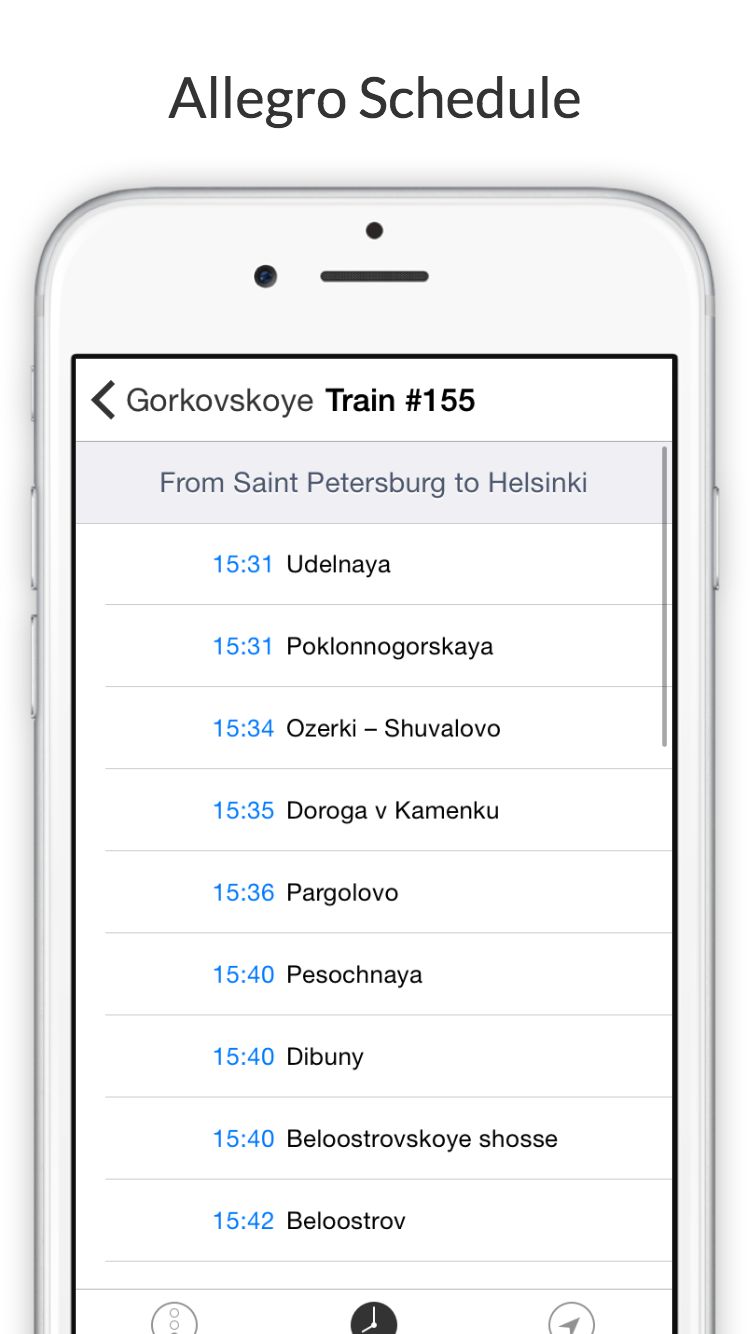 Allegro Schedule
Gorkovskoye Train #155
From Saint Petersburg to Helsinki
15:31 Udelnaya
15:31 Poklonnogorskaya
15:34 Ozerki – Shuvalovo
15:35 Doroga v Kamenku
15:36 Pargolovo
15:40 Pesochnaya
15:40 Dibuny
15:40 Beloostrovskoye shosse
15:42 Beloostrov